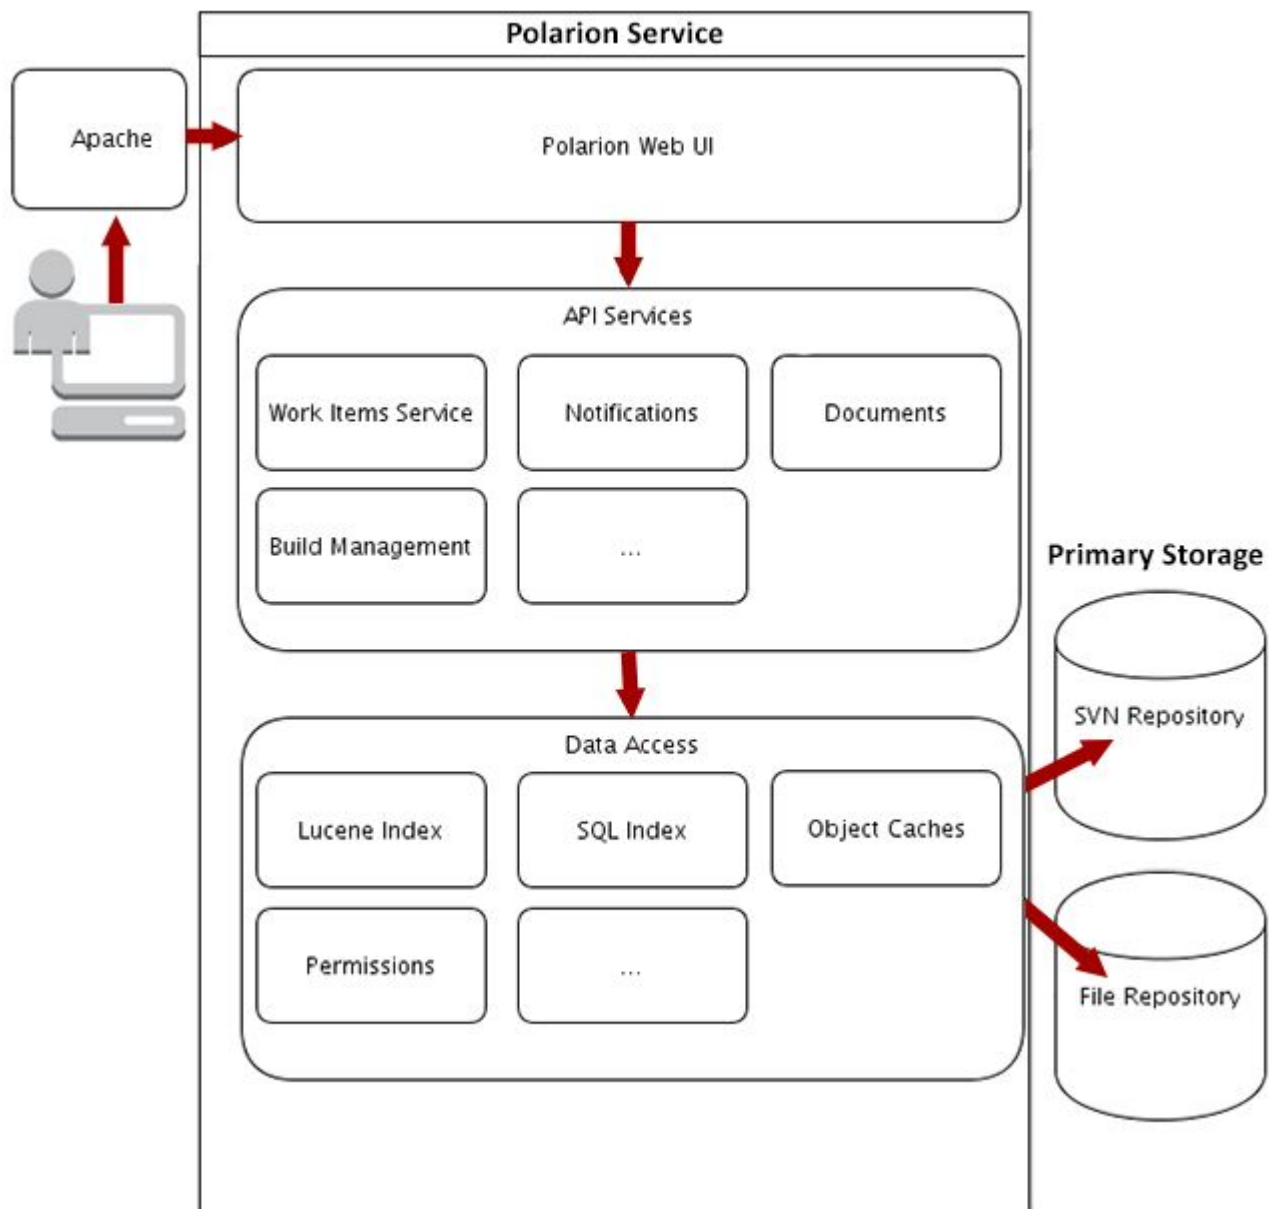 Polarion Service
Apache
Polarion Web UI
API Services
Work Items Service
Notifications
Documents
Build Management
...
Primary Storage
SVN Repository
Data Access
Lucene Index
SQL Index
Object Caches
Permissions
...
File Repository